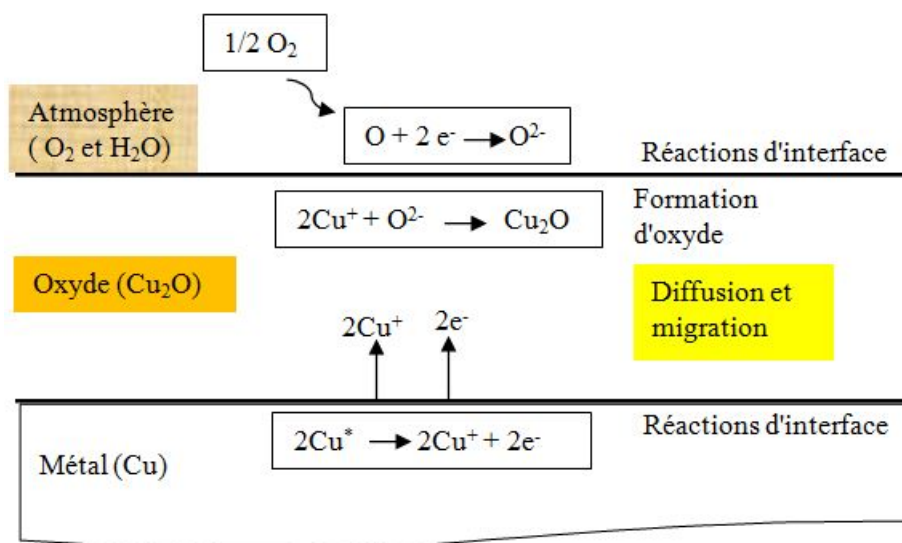 1/2 O₂
Atmosphère
( O₂ et H₂O)
O + 2 e⁻ → O²⁻
Réactions d'interface
2Cu⁺ + O²⁻ → Cu₂O
Formation
d'oxyde
Oxyde (Cu₂O)
Diffusion et
migration
2Cu⁺
2e⁻
2Cu* → 2Cu⁺ + 2e⁻
Réactions d'interface
Métal (Cu)